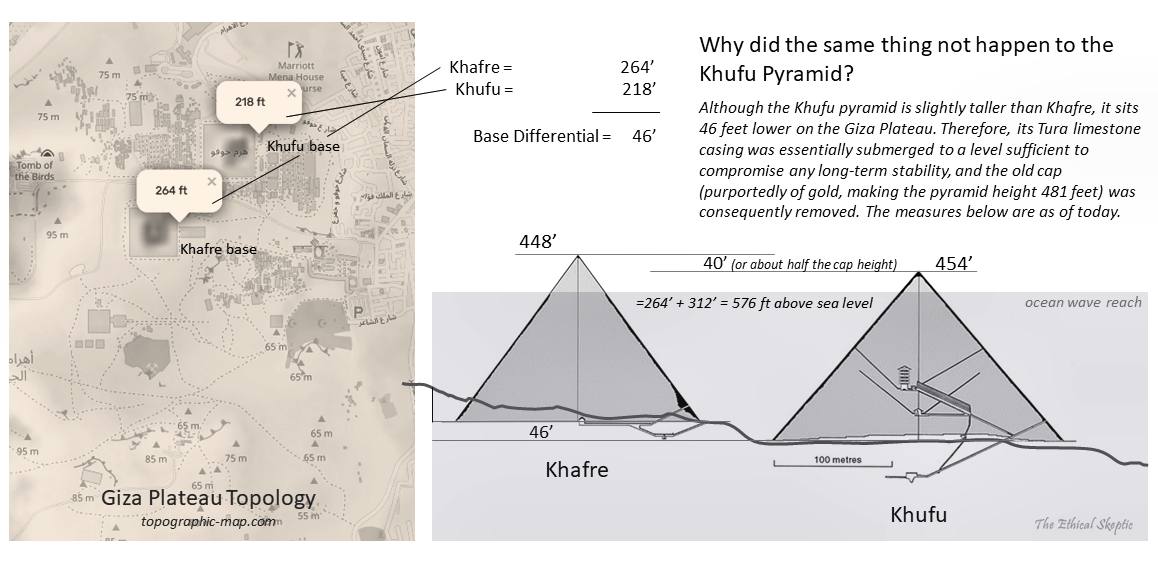 Marriott
Mena House
75 m
75 m
75 m
218 ft
×
Khufu base
هرم خوفو
Tomb of
the Birds
264 ft
×
95 m
Khafre base
P
شارع الشاعر
65 m
65 m
65 m
65 m
95 m
85 m
75 m
65 m
85 m
55 m
Giza Plateau Topology
topographic-map.com
Khafre = 264’
Khufu = 218’
Base Differential = 46’
Why did the same thing not happen to the
Khufu Pyramid?
Although the Khufu pyramid is slightly taller than Khafre, it sits
46 feet lower on the Giza Plateau. Therefore, its Tura limestone
casing was essentially submerged to a level sufficient to
compromise any long-term stability, and the old cap
(purportedly of gold, making the pyramid height 481 feet) was
consequently removed. The measures below are as of today.
448’
40’ (or about half the cap height)
454’
=264’ + 312’ = 576 ft above sea level
ocean wave reach
46’
100 metres
Khafre
Khufu
The Ethical Skeptic